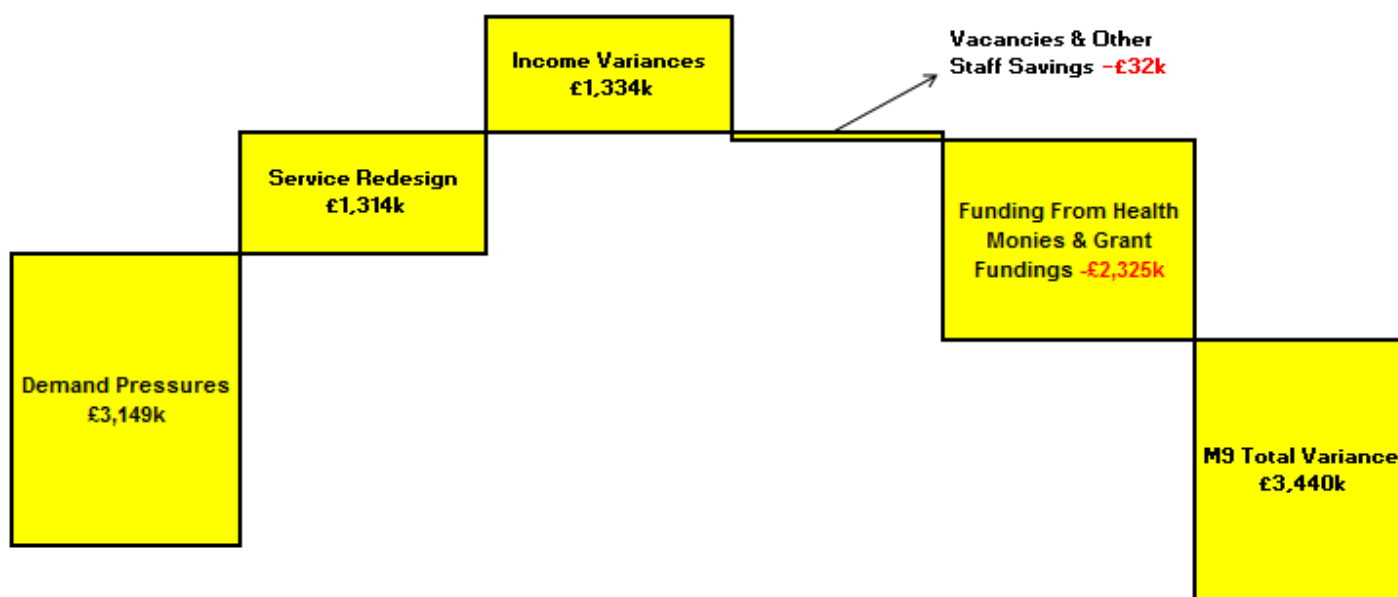 Income Variances
£1,334k
Vacancies & Other
Staff Savings -£32k
Service Redesign
£1,314k
Funding From Health
Monies & Grant
Fundings -£2,325k
Demand Pressures
£3,149k
M9 Total Variance
£3,440k